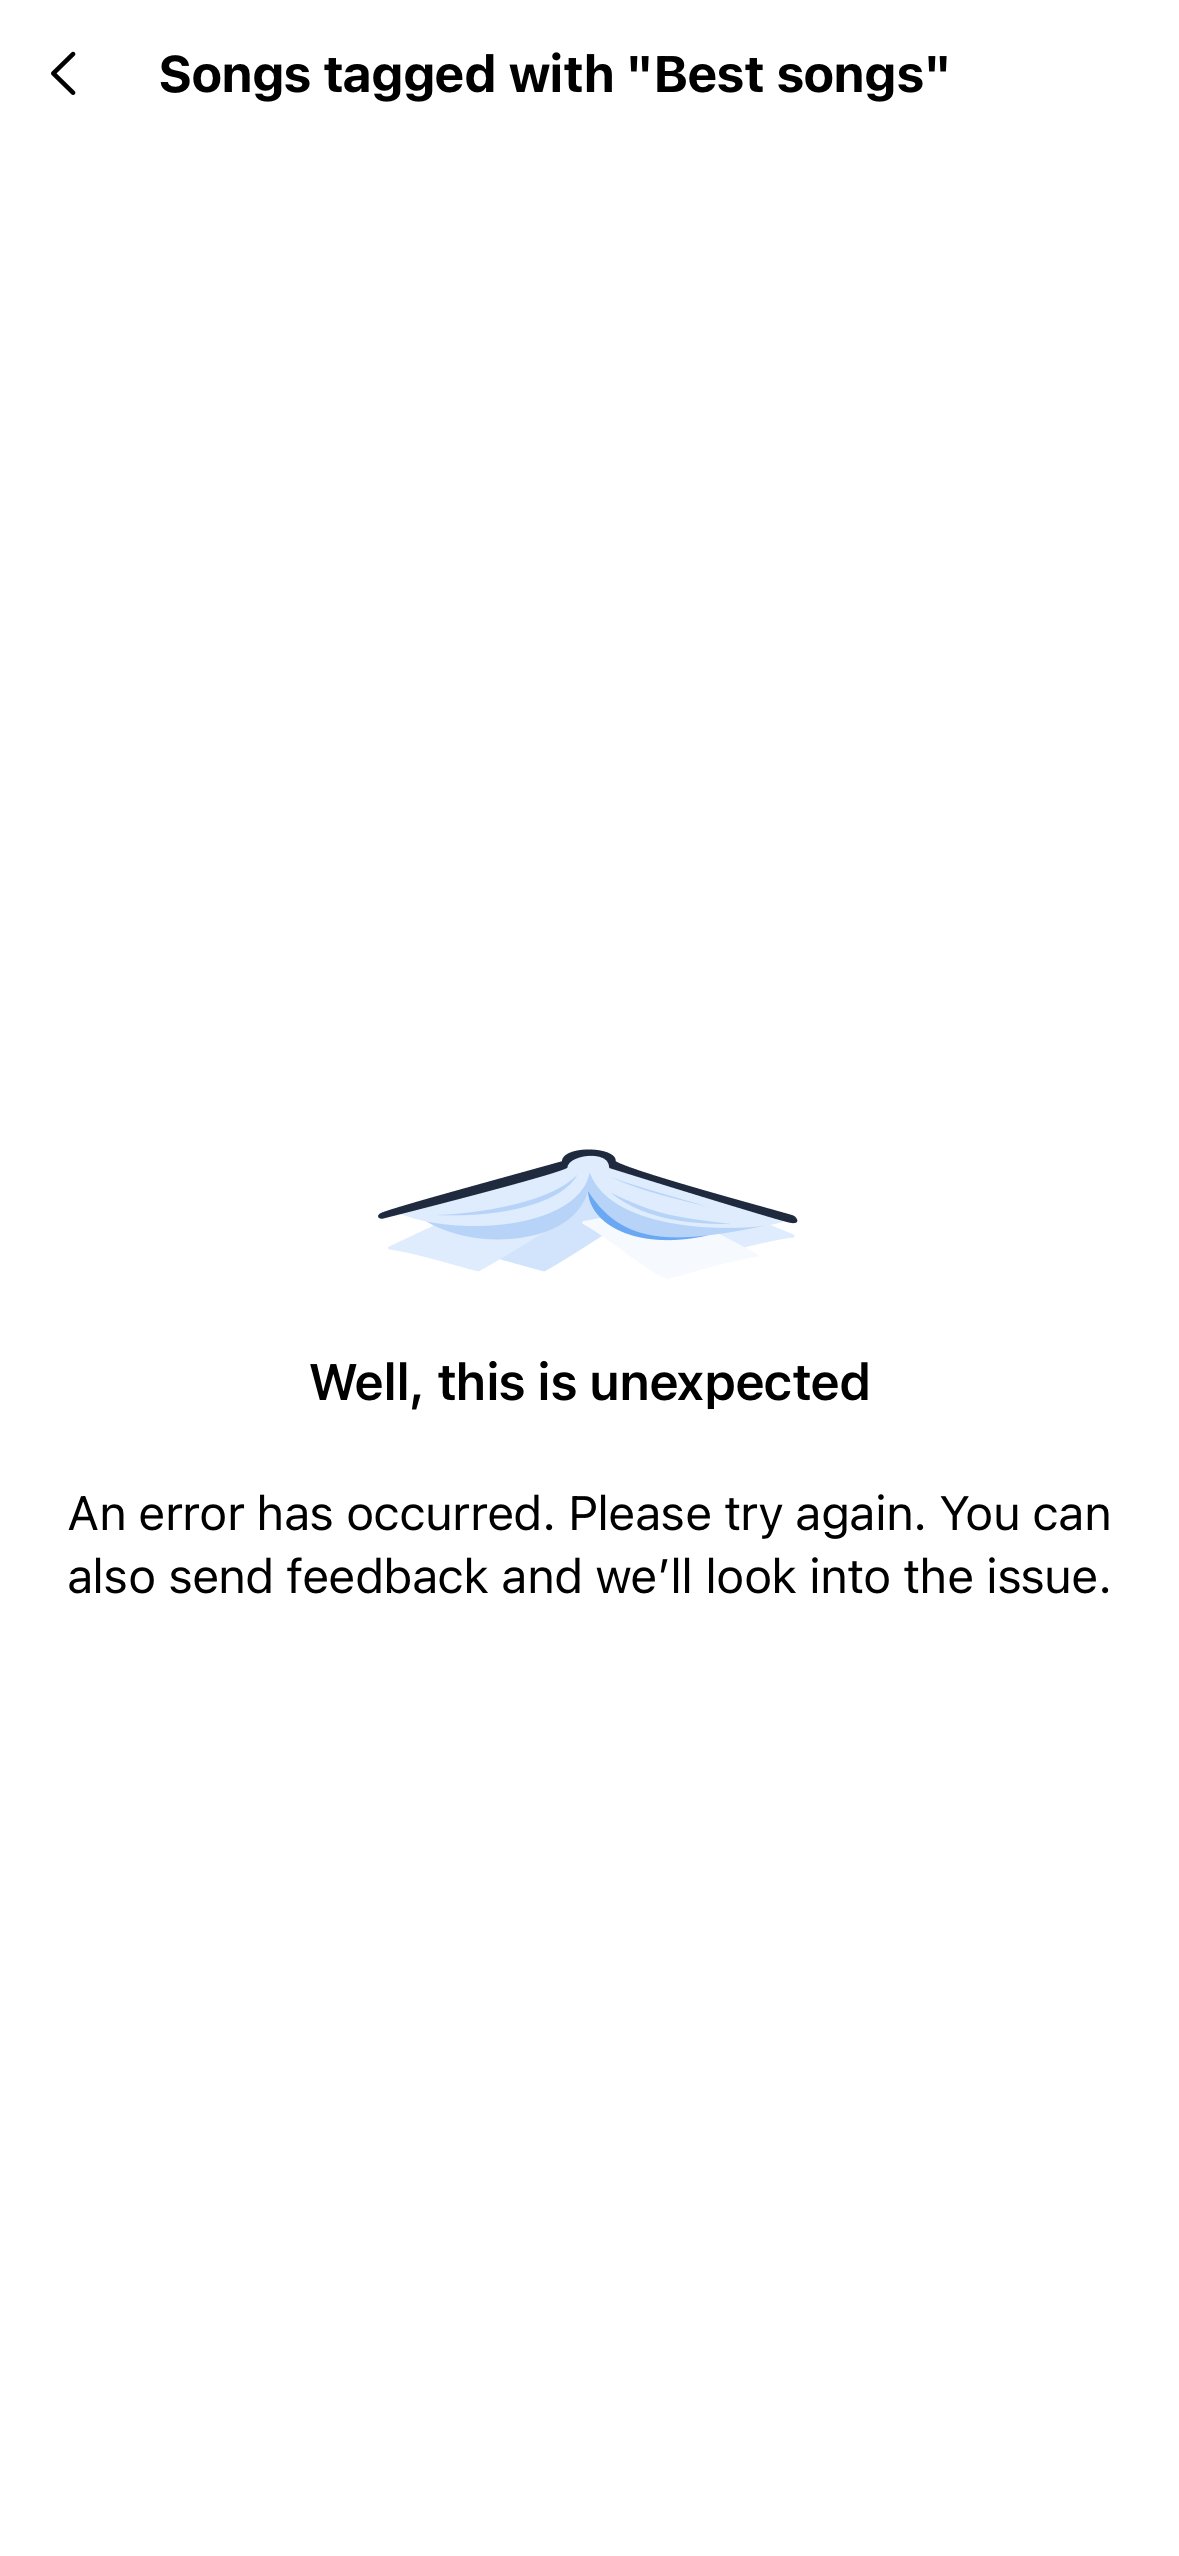 Songs tagged with "Best songs"
Well, this is unexpected
An error has occurred. Please try again. You can
also send feedback and we’ll look into the issue.